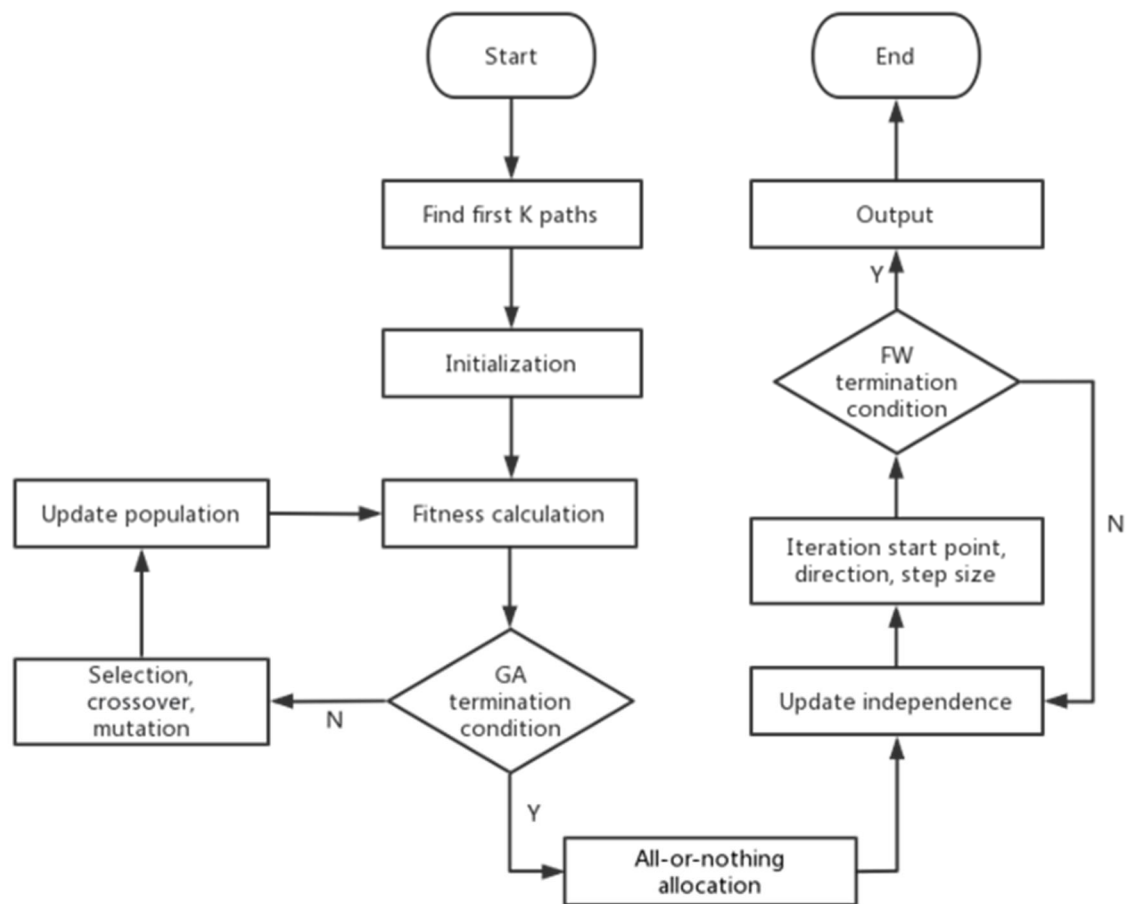 Start
Find first K paths
Initialization
Fitness calculation
Update population
Selection,
crossover,
mutation
GA
termination
condition
N
Y
All-or-nothing
allocation
Update independence
Iteration start point,
direction, step size
FW
termination
condition
N
Y
Output
End